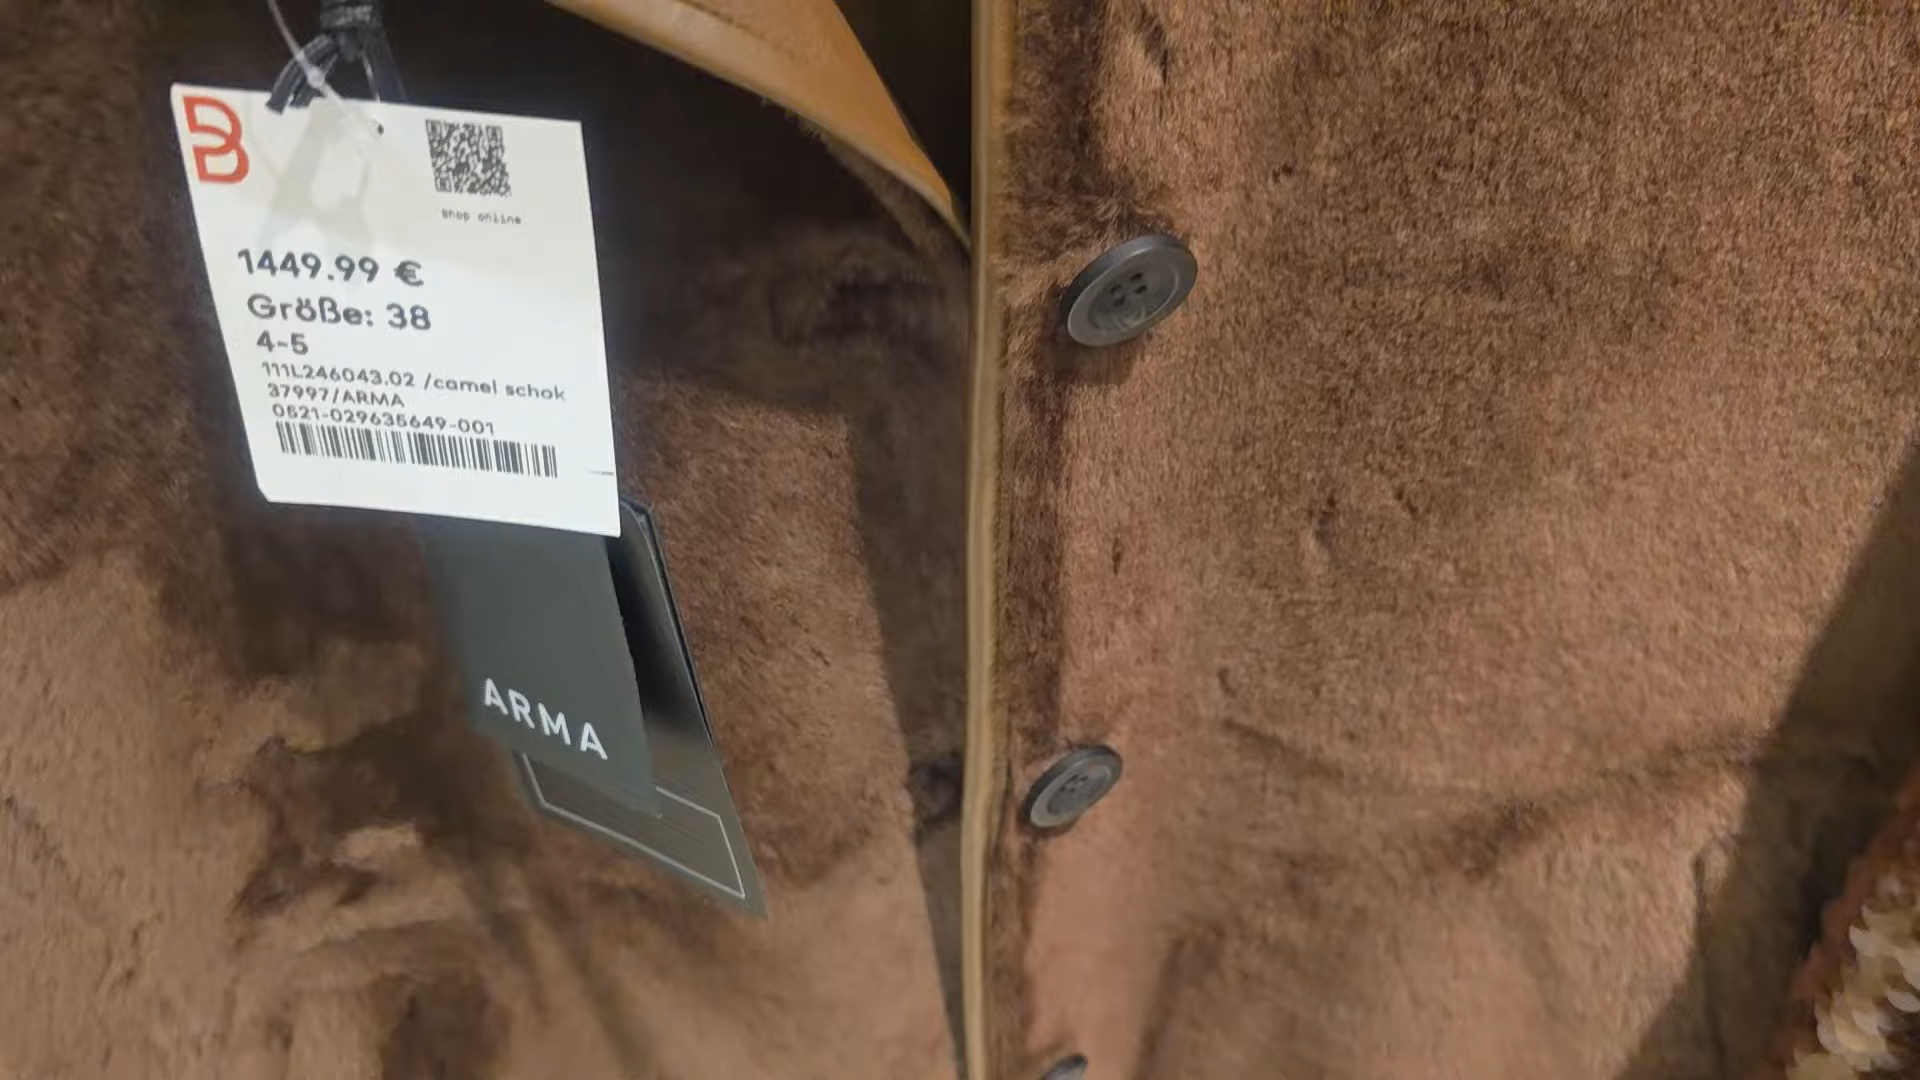 B
Shop online
1449.99 €
Größe: 38
4-5
111L246043.02 /camel schok
37997/ARMA
0521-029635649-001
ARMA